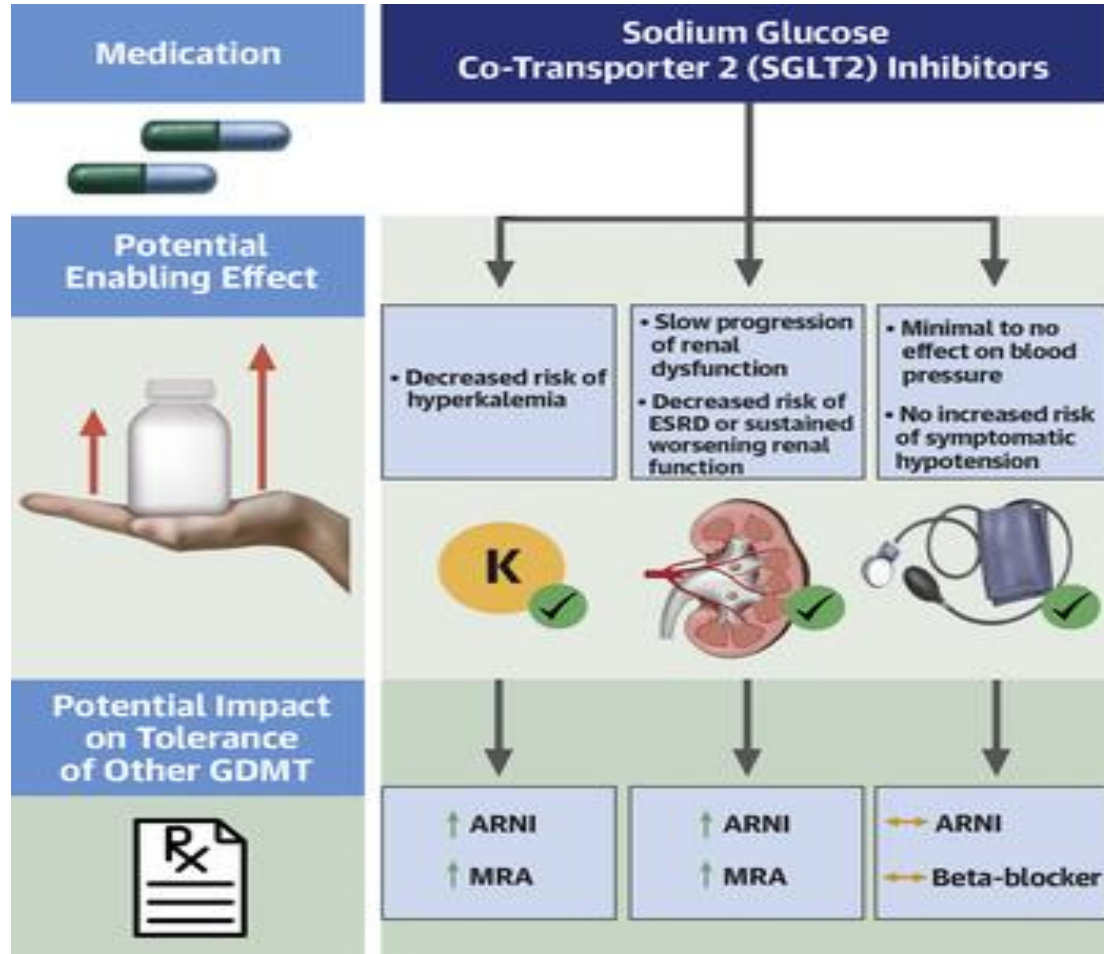 Medication
Sodium Glucose
Co-Transporter 2 (SGLT2) Inhibitors
Potential
Enabling Effect
• Decreased risk of
hyperkalemia
• Slow progression
of renal
dysfunction
• Decreased risk of
ESRD or sustained
worsening renal
function
• Minimal to no
effect on blood
pressure
• No increased risk
of symptomatic
hypotension
K
Potential Impact
on Tolerance
of Other GDMT
Rx
↑ ARNI
↑ MRA
↑ ARNI
↑ MRA
↔ ARNI
↔ Beta-blocker